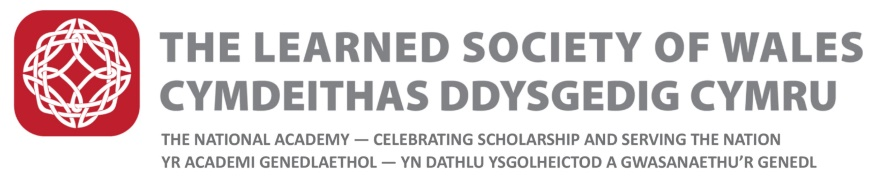 THE LEARNED SOCIETY OF WALES
CYMDEITHAS DDYSGEDIG CYMRU
THE NATIONAL ACADEMY — CELEBRATING SCHOLARSHIP AND SERVING THE NATION
YR ACADEMI GENEDLAETHOL — YN DATHLU YSGOLHEICTOD A GWASANAETHU'R GENEDL